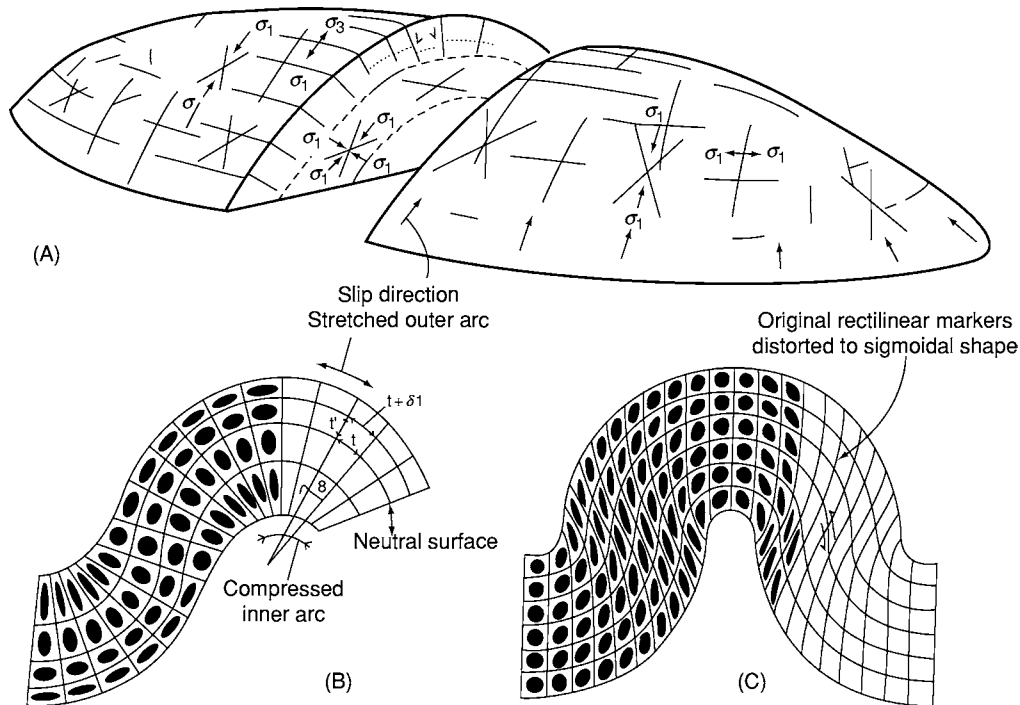 σ1
σ3
σ1
σ
σ1
σ1
σ1
σ1
σ1
σ1 σ1
σ1
(A)
Slip direction
Stretched outer arc
Original rectilinear markers
distorted to sigmoidal shape
t + δ1
t'
t
8
Neutral surface
Compressed
inner arc
(B)
(C)